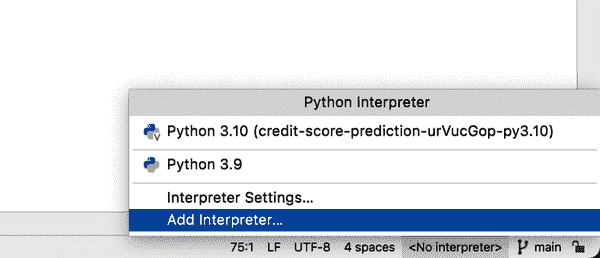 Python Interpreter
Python 3.10 (credit-score-prediction-urVucGop-py3.10)
Python 3.9
Interpreter Settings...
Add Interpreter...
75:1 LF UTF-8 4 spaces <No interpreter> main